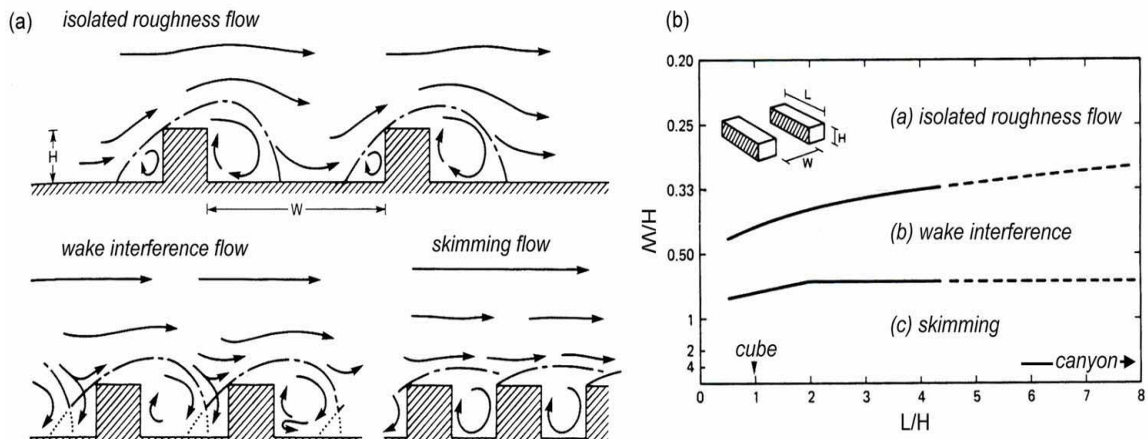 (a)
isolated roughness flow
H
W
wake interference flow
skimming flow
(b)
H/W
0.20
0.25
0.33
0.50
1
2
4
L
H
W
(a) isolated roughness flow
(b) wake interference
(c) skimming
cube
canyon
0 1 2 3 4 5 6 7 8
L/H